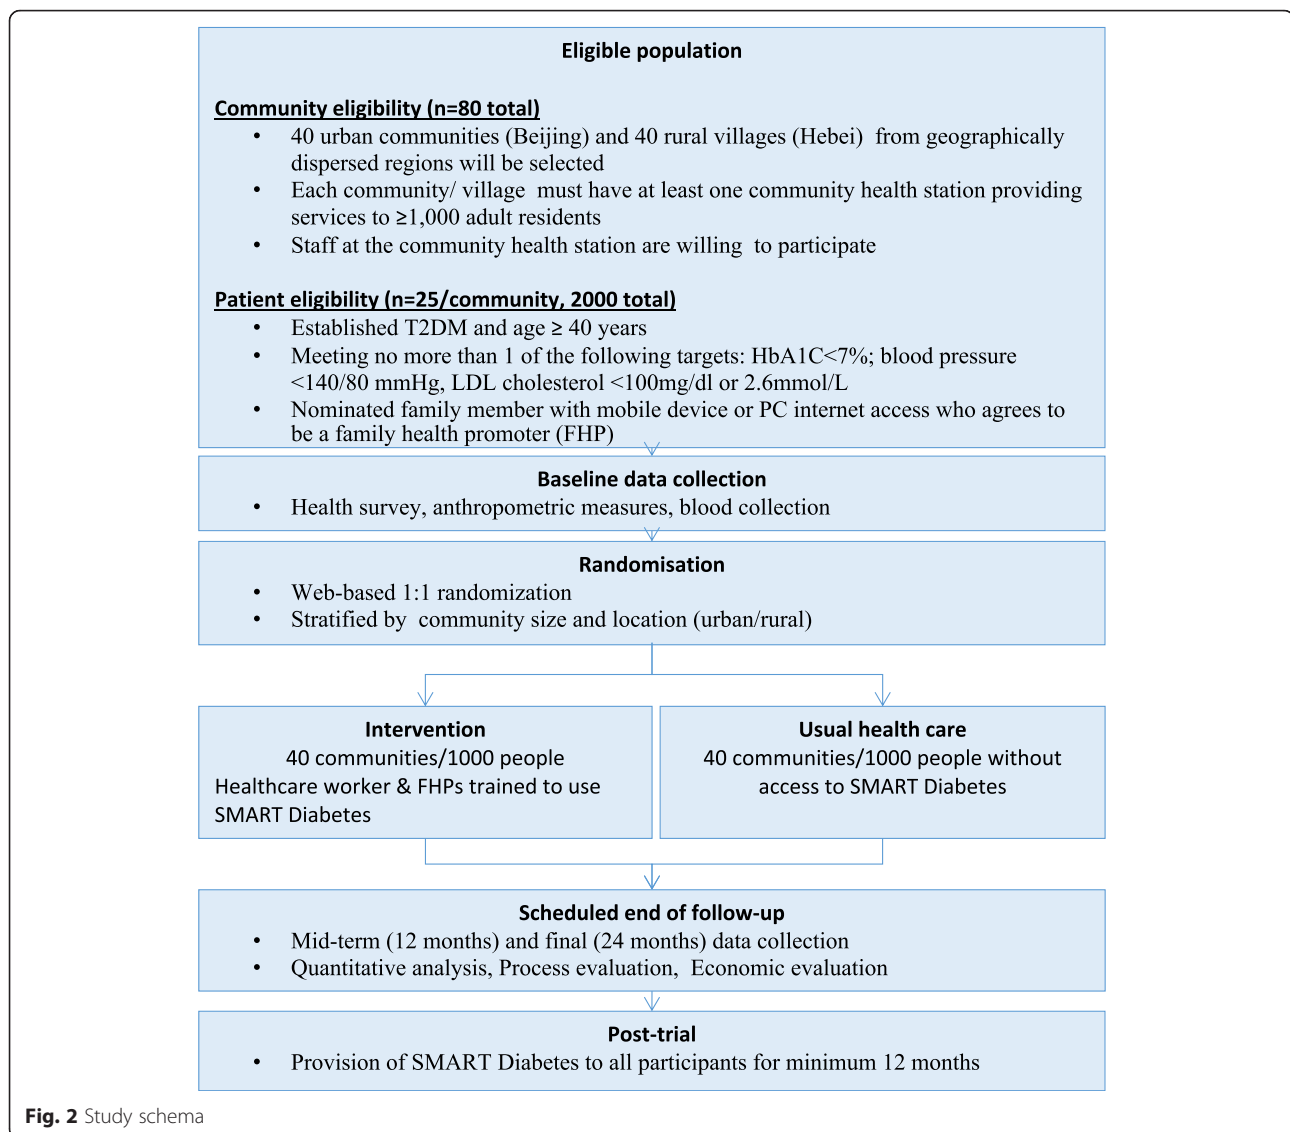 Eligible population
Community eligibility (n=80 total)
• 40 urban communities (Beijing) and 40 rural villages (Hebei) from geographically
dispersed regions will be selected
• Each community/ village must have at least one community health station providing
services to ≥1,000 adult residents
• Staff at the community health station are willing to participate
Patient eligibility (n=25/community, 2000 total)
• Established T2DM and age ≥ 40 years
• Meeting no more than 1 of the following targets: HbA1C<7%; blood pressure
<140/80 mmHg, LDL cholesterol <100mg/dl or 2.6mmol/L
• Nominated family member with mobile device or PC internet access who agrees to
be a family health promoter (FHP)
Baseline data collection
• Health survey, anthropometric measures, blood collection
Randomisation
• Web-based 1:1 randomization
• Stratified by community size and location (urban/rural)
Intervention
40 communities/1000 people
Healthcare worker & FHPs trained to use
SMART Diabetes
Usual health care
40 communities/1000 people without
access to SMART Diabetes
Scheduled end of follow-up
• Mid-term (12 months) and final (24 months) data collection
• Quantitative analysis, Process evaluation, Economic evaluation
Post-trial
• Provision of SMART Diabetes to all participants for minimum 12 months
Fig. 2 Study schema